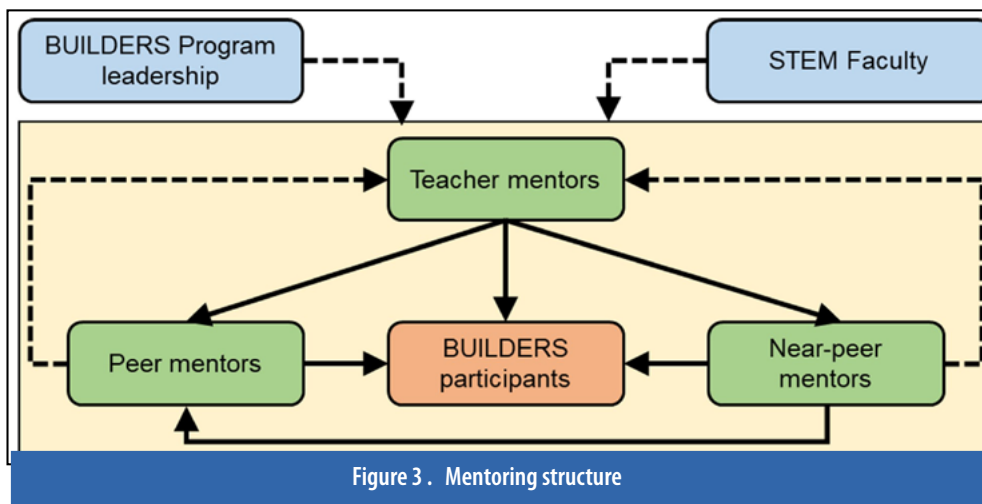 BUILDERS Program
leadership
STEM Faculty
Teacher mentors
Peer mentors
BUILDERS
participants
Near-peer
mentors
Figure 3 . Mentoring structure